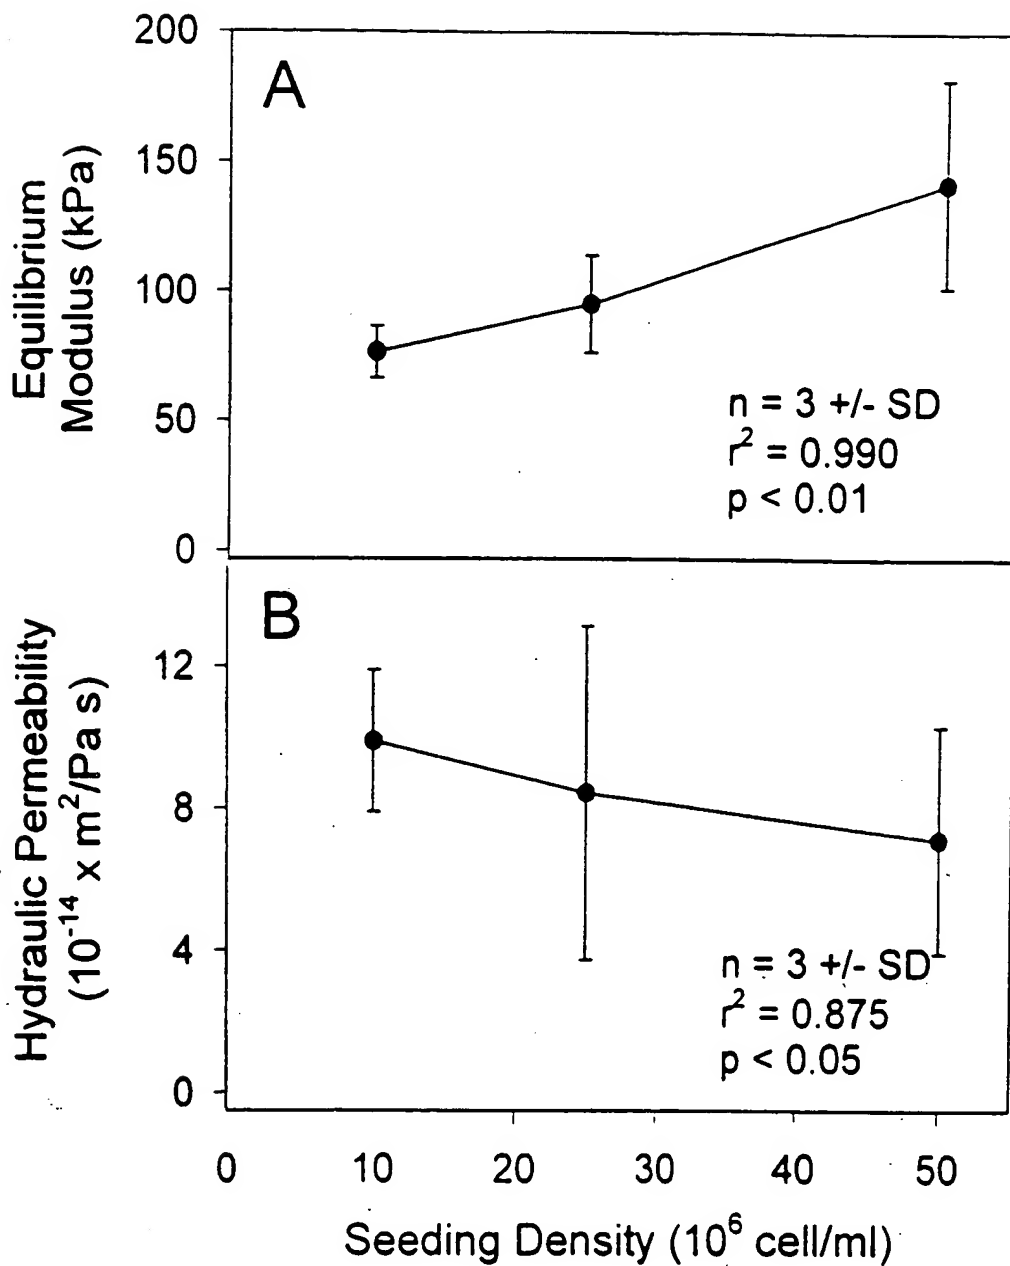 200
A
150
100
50
0
Equilibrium
Modulus (kPa)
n = 3 +/- SD
r² = 0.990
p < 0.01
B
12
8
4
0
Hydraulic Permeability
(10⁻¹⁴ x m²/Pa s)
n = 3 +/- SD
r² = 0.875
p < 0.05
0 10 20 30 40 50
Seeding Density (10⁶ cell/ml)